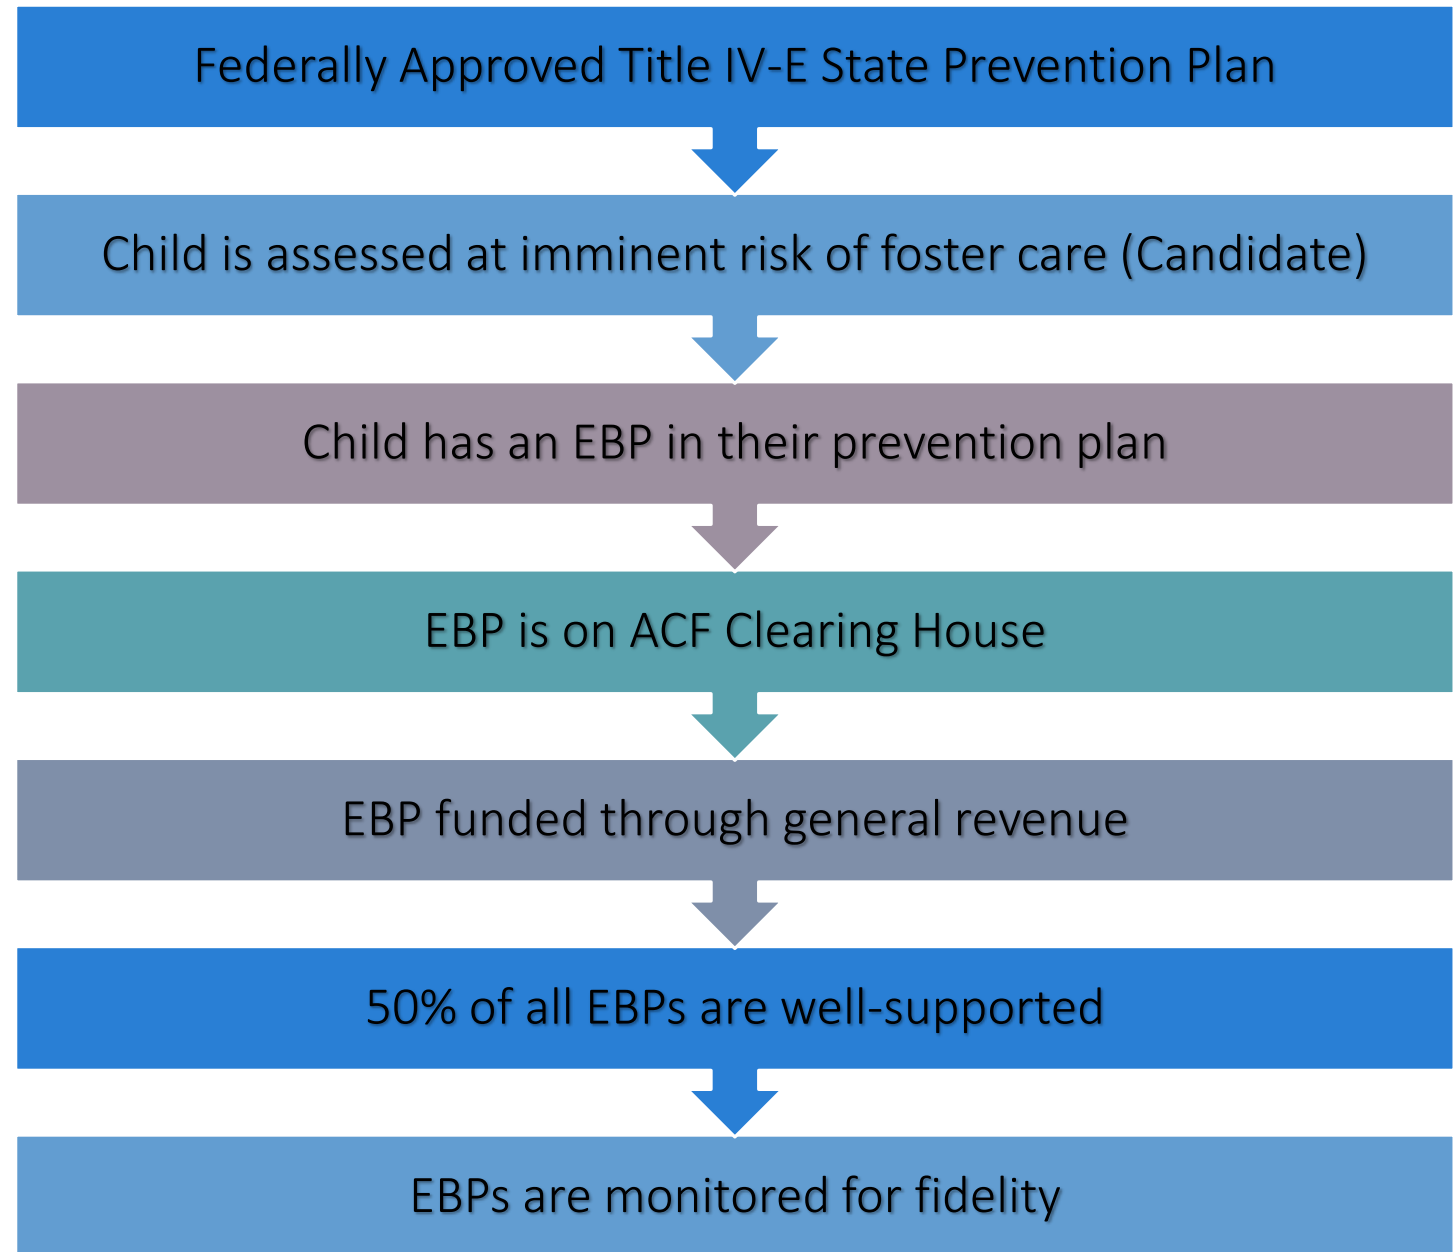 Federally Approved Title IV-E State Prevention Plan
Child is assessed at imminent risk of foster care (Candidate)
Child has an EBP in their prevention plan
EBP is on ACF Clearing House
EBP funded through general revenue
50% of all EBPs are well-supported
EBPs are monitored for fidelity